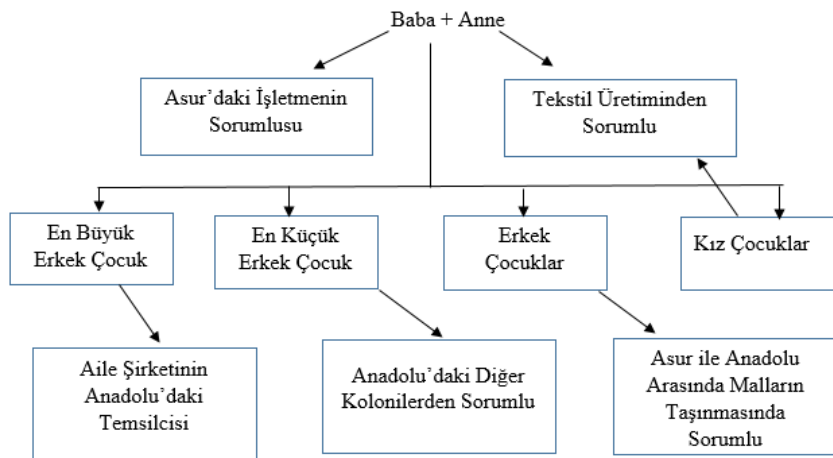 Baba + Anne
Asur’daki İşletmenin
Sorumlusu
Tekstil Üretiminden
Sorumlu
En Büyük
Erkek Çocuk
En Küçük
Erkek Çocuk
Erkek
Çocuklar
Kız Çocuklar
Aile Şirketinin
Anadolu’daki
Temsilcisi
Anadolu’daki Diğer
Kolonilerden Sorumlu
Asur ile Anadolu
Arasında Malların
Taşınmasında
Sorumlu